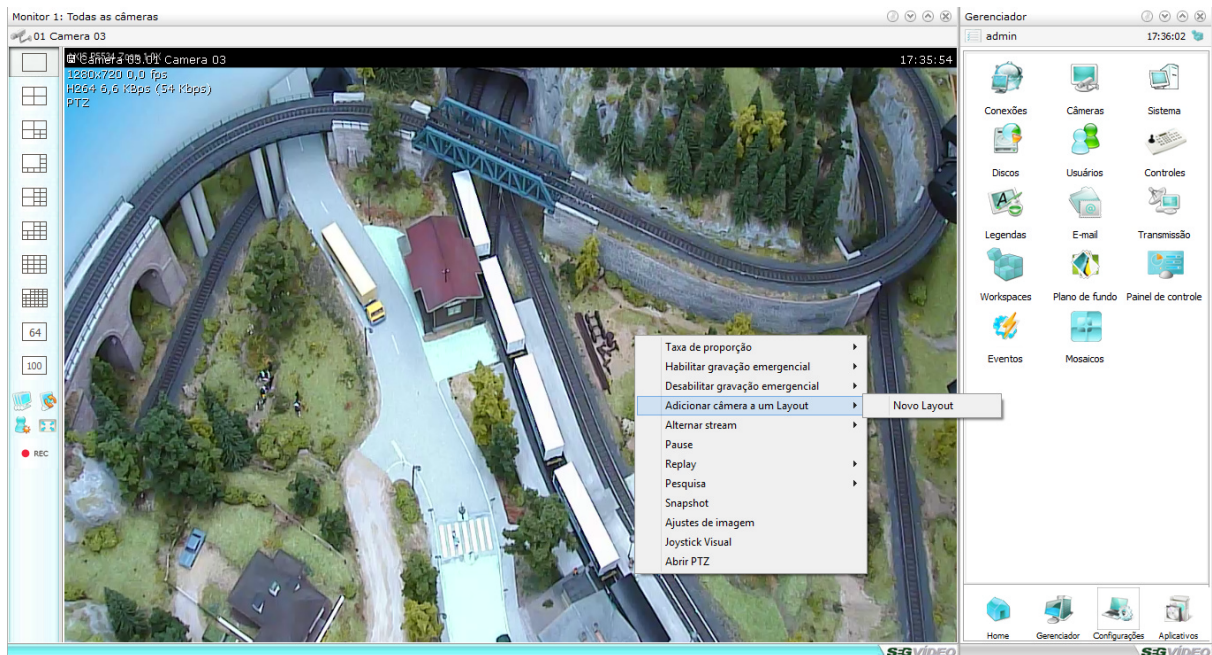 Monitor 1: Todas as câmeras
01 Camera 03
Camera 03.01 Camera 03
17:35:54
1280x720 0,0 fps
H264 6,6 KBps (54 Kbps)
PTZ
64
100
REC
Taxa de proporção
Habilitar gravação emergencial
Desabilitar gravação emergencial
Adicionar câmera a um Layout
Novo Layout
Alternar stream
Pause
Replay
Pesquisa
Snapshot
Ajustes de imagem
Joystick Visual
Abrir PTZ
SEGVÍDEO
Gerenciador
admin
17:36:02
Conexões
Câmeras
Sistema
Discos
Usuários
Controles
Legendas
E-mail
Transmissão
Workspaces
Plano de fundo
Painel de controle
Eventos
Mosaicos
Home
Gerenciador
Configurações
Aplicativos
SEGVÍDEO